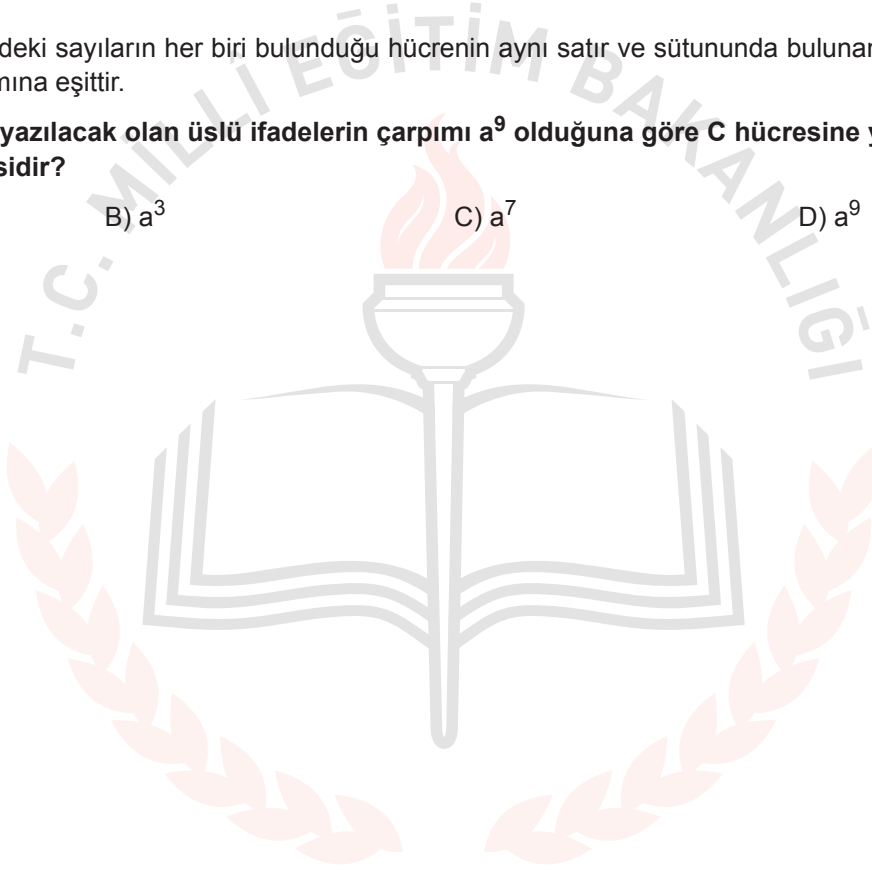 deki sayıların her biri bulunduğu hücrenin aynı satır ve sütununda bulunan
mına eşittir.
yazılacak olan üslü ifadelerin çarpımı a⁹ olduğuna göre C hücresine y
sidir?
B) a³ C) a⁷ D) a⁹
T.C. MİLLİ EĞİTİM BAKANLIĞI